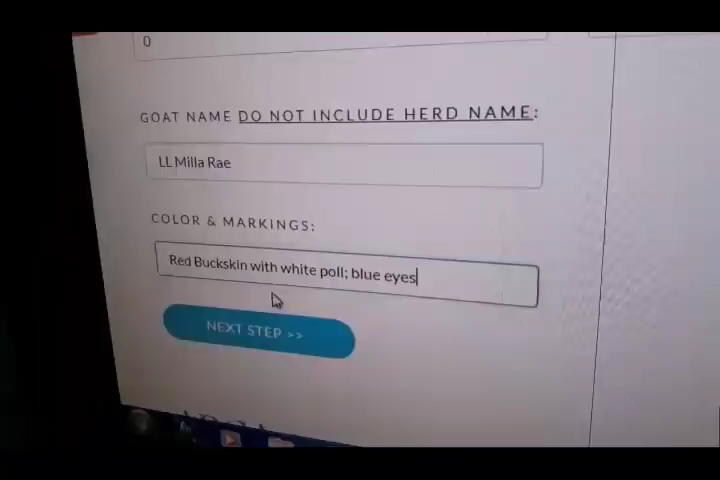 0
GOAT NAME DO NOT INCLUDE HERD NAME:
LL Milla Rae
COLOR & MARKINGS:
Red Buckskin with white poll; blue eyes
NEXT STEP >>